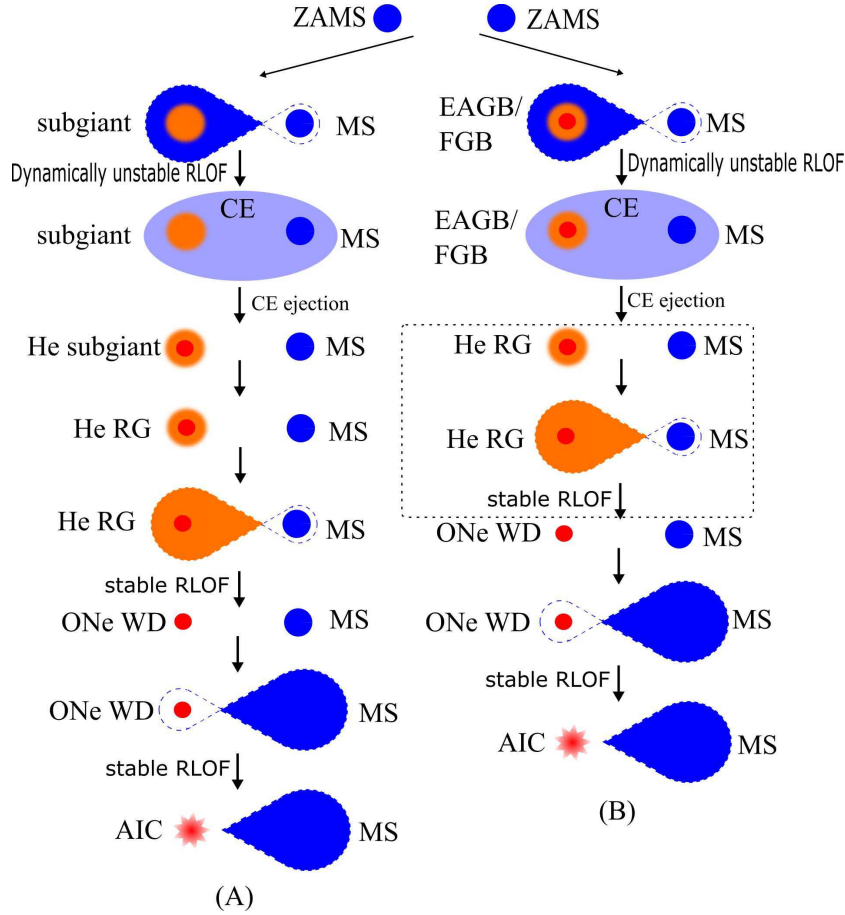 ZAMS
ZAMS
subgiant
MS
Dynamically unstable RLOF
CE
subgiant
MS
CE ejection
He subgiant
MS
He RG
MS
He RG
MS
stable RLOF
ONe WD
MS
ONe WD
MS
stable RLOF
AIC
MS
(A)
EAGB/
FGB
MS
Dynamically unstable RLOF
CE
EAGB/
FGB
MS
CE ejection
He RG
MS
He RG
MS
stable RLOF
ONe WD
MS
ONe WD
MS
stable RLOF
AIC
MS
(B)